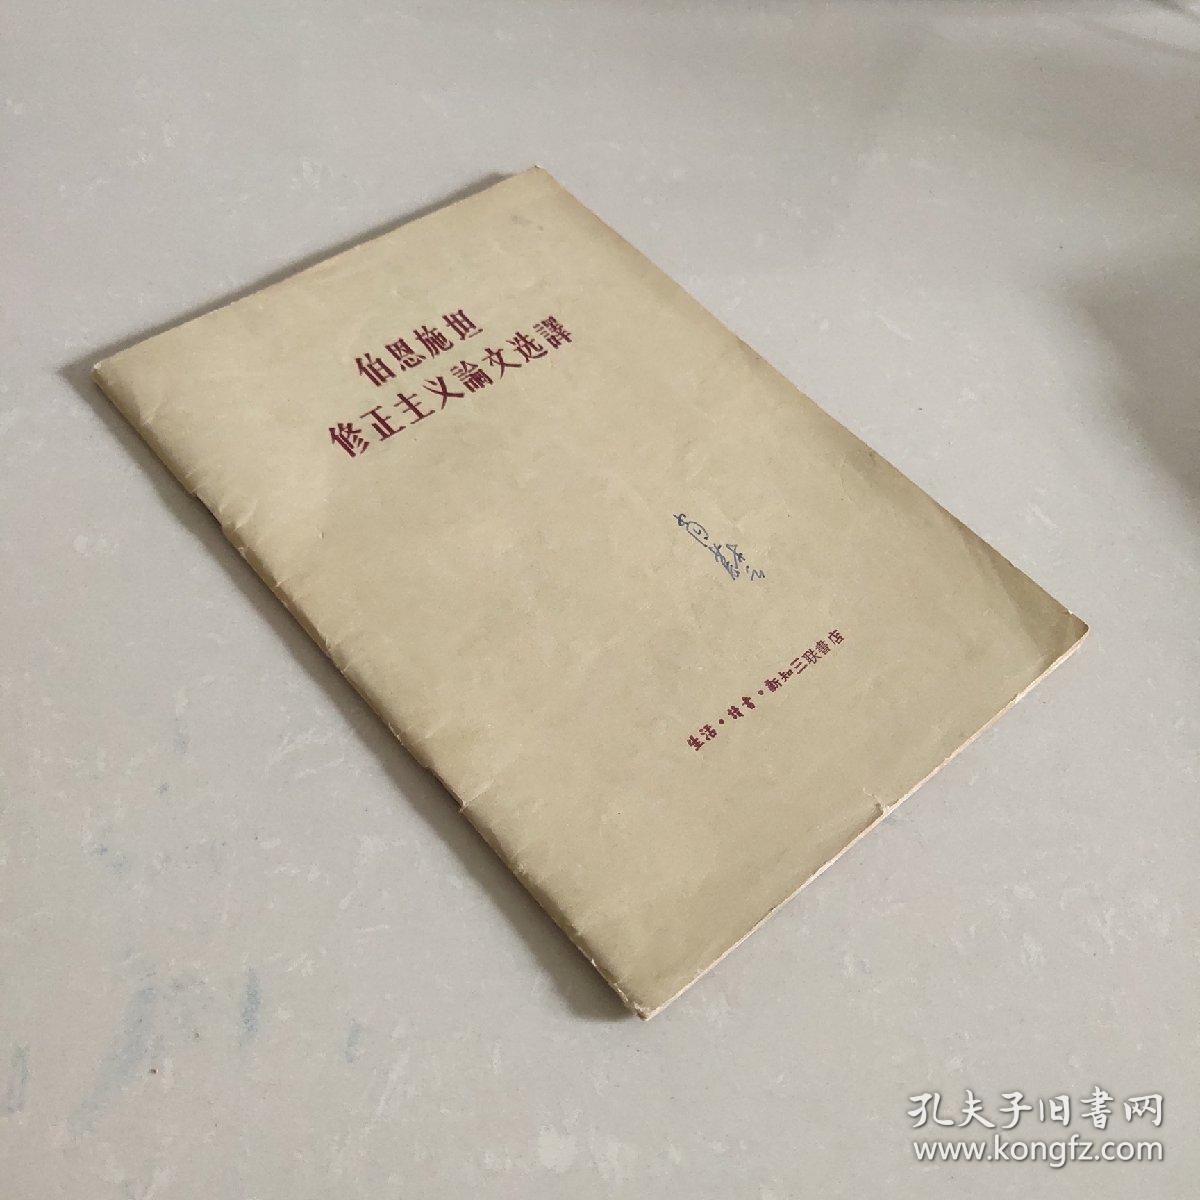 伯恩施坦
修正主义論文选譯
生活·讀書·新知三联書店
孔夫子旧書网
www.kongfz.com